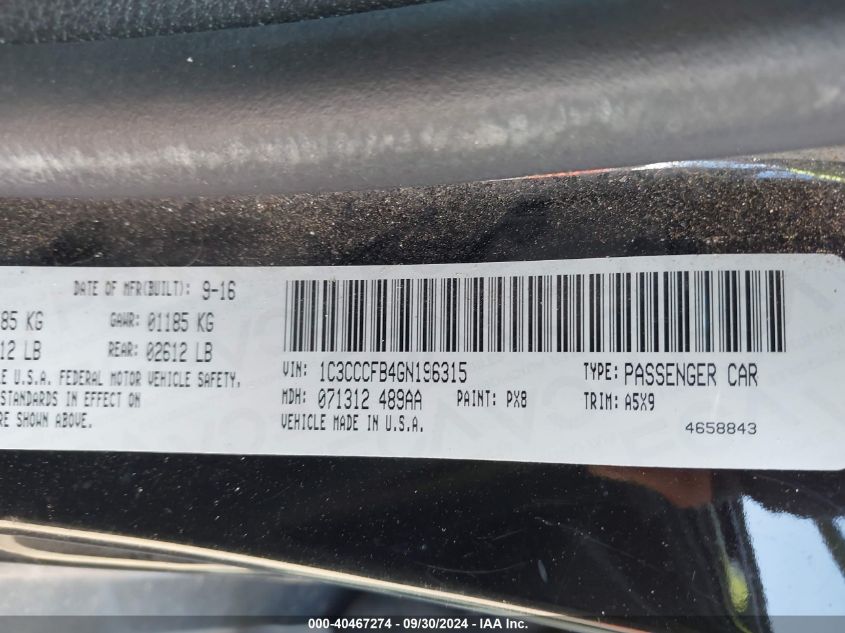 DATE OF MFR(BUILT): 9-16
85 KG GAWR: 01185 KG
12 LB REAR: 02612 LB
E U.S.A. FEDERAL MOTOR VEHICLE SAFETY,
STANDARDS IN EFFECT ON
RE SHOWN ABOVE.
VIN: 1C3CCCFB4GN196315 TYPE: PASSENGER CAR
MDH: 071312 489AA PAINT: PX8 TRIM: A5X9
VEHICLE MADE IN U.S.A. 4658843
000-40467274 - 09/30/2024 - IAA Inc.